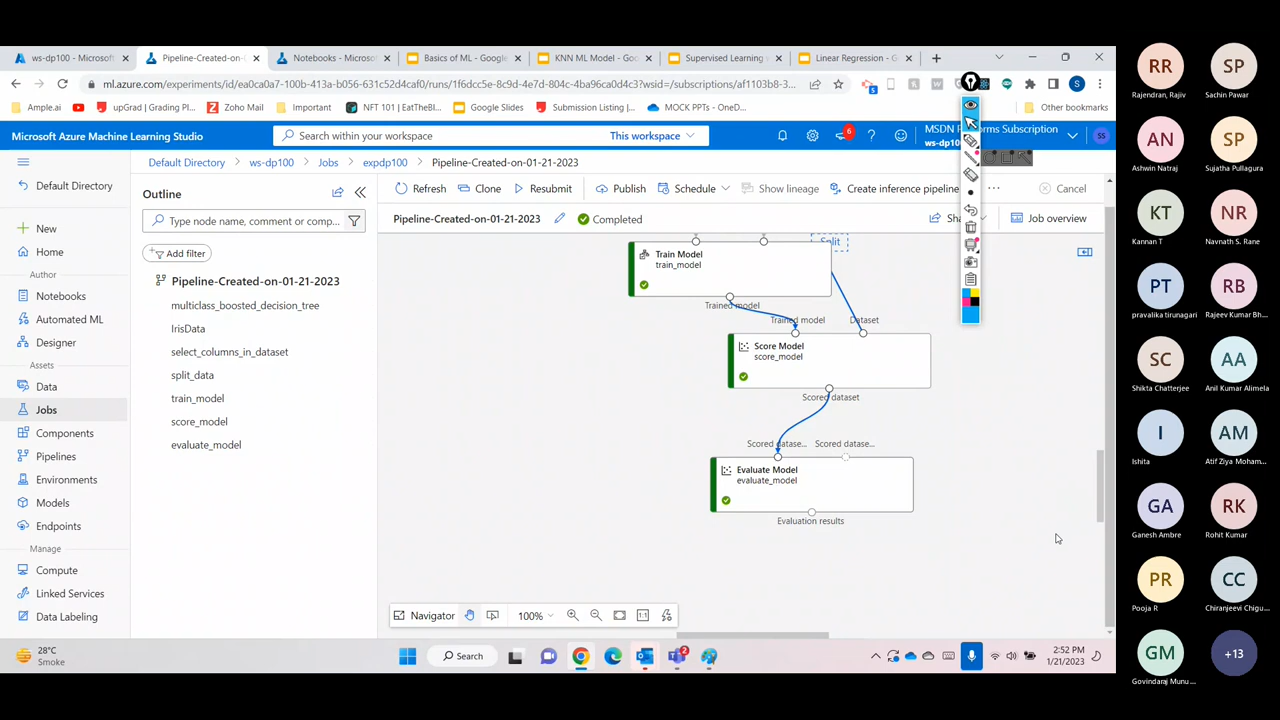 ws-dp100 - Microsoft
Pipeline-Created-on-
Notebooks - Microsof
Basics of ML - Google
KNN ML Model - Goo
Supervised Learning
Linear Regression - G
ml.azure.com/experiments/id/ea0ca0a7-100b-413a-b056-631c52d4caf0/runs/1f6dcc5e-8c9d-4e7d-804c-4ba96ca0d4c3?wsid=/subscriptions/af1103b8-3...
Ample.ai
upGrad | Grading Pl...
Zoho Mail
Important
NFT 101 | EatTheBl...
Google Slides
Submission Listing |...
MOCK PPTs - OneD...
Other bookmarks
Microsoft Azure Machine Learning Studio
Search within your workspace
This workspace
6
MSDN
Subscription
ws-dp1
SS
Default Directory
ws-dp100
Jobs
expdp100
Pipeline-Created-on-01-21-2023
Default Directory
New
Home
Author
Notebooks
Automated ML
Designer
Assets
Data
Jobs
Components
Pipelines
Environments
Models
Endpoints
Manage
Compute
Linked Services
Data Labeling
Outline
Type node name, comment or comp...
Add filter
Pipeline-Created-on-01-21-2023
multiclass_boosted_decision_tree
IrisData
select_columns_in_dataset
split_data
train_model
score_model
evaluate_model
Refresh
Clone
Resubmit
Publish
Schedule
Show lineage
Create inference pipeline
Cancel
Pipeline-Created-on-01-21-2023
Completed
Job overview
Split
Train Model
train_model
Trained model
Trained model
Dataset
Score Model
score_model
Scored dataset
Scored datase...
Scored datase...
Evaluate Model
evaluate_model
Evaluation results
Navigator
100%
1:1
28°C
Smoke
Search
2
2:52 PM
1/21/2023
RR
Rajendran, Rajiv
SP
Sachin Pawar
AN
Ashwin Natraj
SP
Sujatha Pullagura
KT
Kannan T
NR
Navnath S. Rane
PT
pravalika tirunagari
RB
Rajeev Kumar Bh...
SC
Shikta Chatterjee
AA
Anil Kumar Alimela
I
Ishita
AM
Atif Ziya Moham...
GA
Ganesh Ambre
RK
Rohit Kumar
PR
Pooja R
CC
Chiranjeevi Chigu...
GM
Govindaraj Munu ...
+13